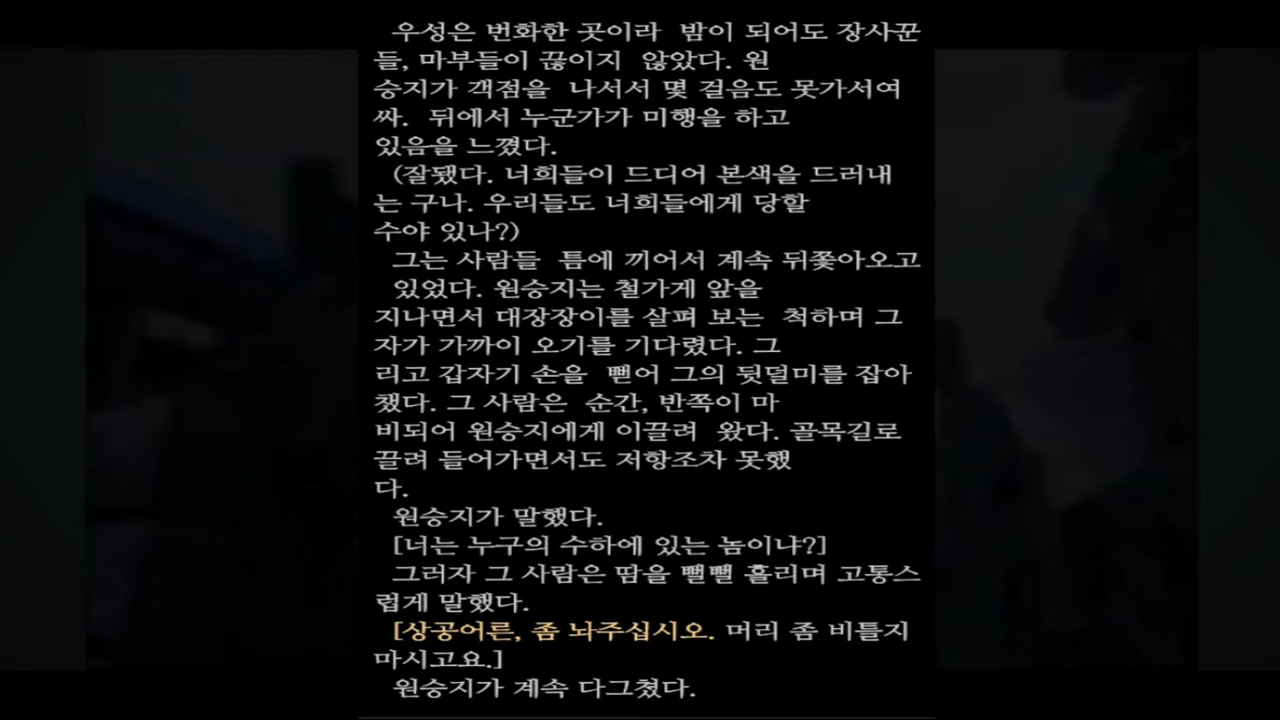 우성은 번화한 곳이라 밤이 되어도 장사꾼
들, 마부들이 끊이지 않았다. 원
승지가 객점을 나서서 몇 걸음도 못가서여
싸. 뒤에서 누군가가 미행을 하고
있음을 느꼈다.
(잘됐다. 너희들이 드디어 본색을 드러내
는 구나. 우리들도 너희들에게 당할
수야 있나?)
그는 사람들 틈에 끼어서 계속 뒤쫓아오고
있었다. 원승지는 철가게 앞을
지나면서 대장장이를 살펴 보는 척하며 그
자가 가까이 오기를 기다렸다. 그
리고 갑자기 손을 뻗어 그의 뒷덜미를 잡아
챘다. 그 사람은 순간, 반쪽이 마
비되어 원승지에게 이끌려 왔다. 골목길로
끌려 들어가면서도 저항조차 못했
다.
원승지가 말했다.
[너는 누구의 수하에 있는 놈이냐?]
그러자 그 사람은 땀을 뻘뻘 흘리며 고통스
럽게 말했다.
[상공어른, 좀 놔주십시오. 머리 좀 비틀지
마시고요.]
원승지가 계속 다그쳤다.